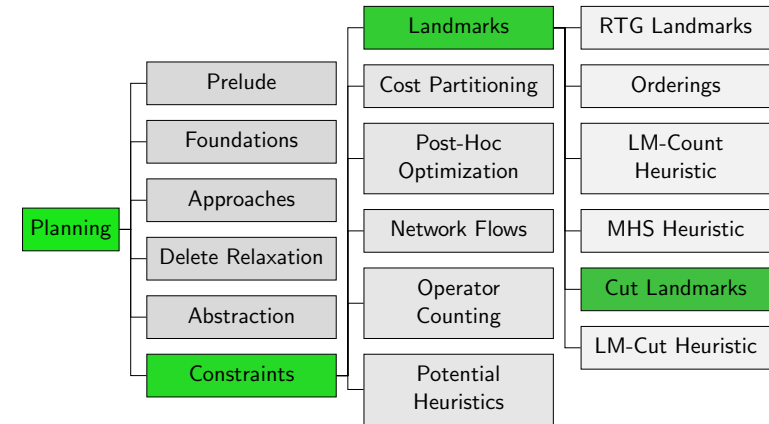 Planning
Prelude
Foundations
Approaches
Delete Relaxation
Abstraction
Constraints
Landmarks
Cost Partitioning
Post-Hoc
Optimization
Network Flows
Operator
Counting
Potential
Heuristics
RTG Landmarks
Orderings
LM-Count
Heuristic
MHS Heuristic
Cut Landmarks
LM-Cut Heuristic